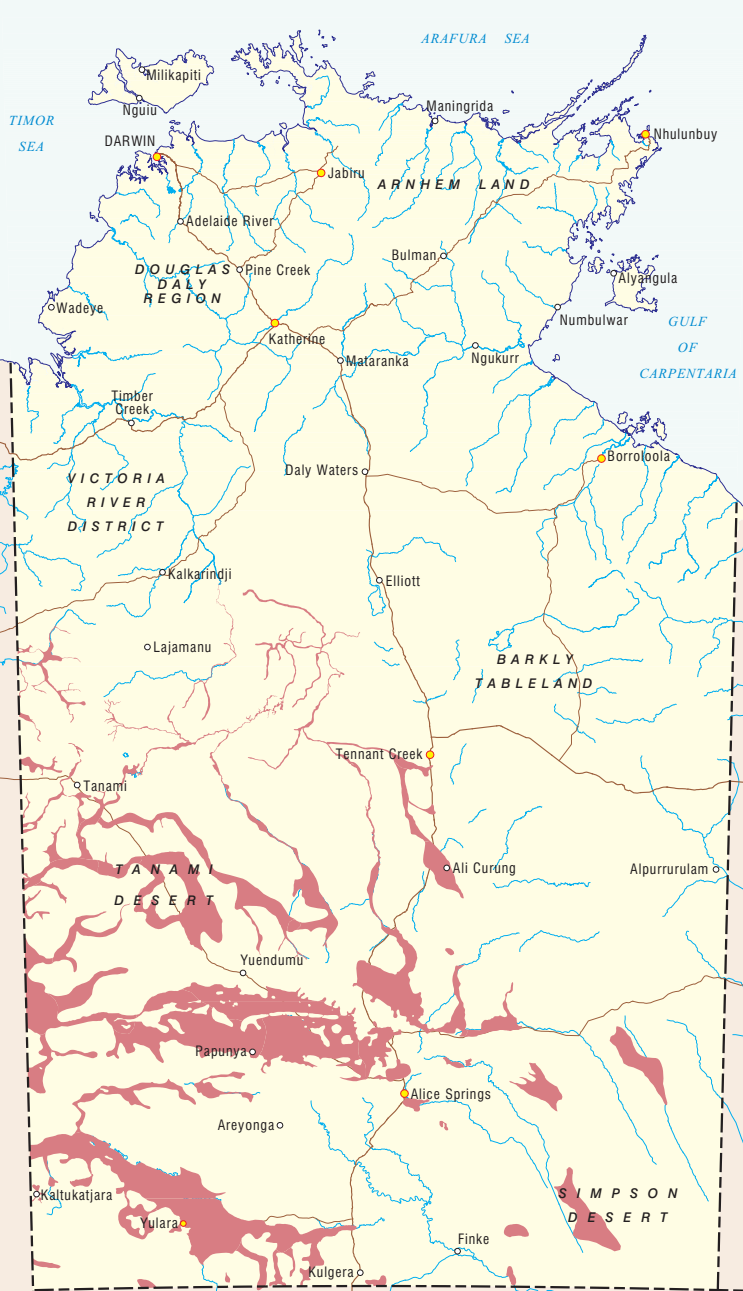 ARAFURA SEA
Milikapiti
Nguiu
Maningrida
TIMOR
SEA
DARWIN
Nhulunbuy
Jabiru
ARNHEM LAND
Adelaide River
Bulman
DOUGLAS
DALY
REGION
Pine Creek
Alyangula
Wadeye
Numbulwar
GULF
OF
CARPENTARIA
Katherine
Mataranka
Ngukurr
Timber
Creek
Borroloola
Daly Waters
VICTORIA
RIVER
DISTRICT
Kalkarindji
Elliott
Lajamanu
BARKLY
TABLELAND
Tennant Creek
Tanami
TANAMI
DESERT
Ali Curung
Alpurrurulam
Yuendumu
Papunya
Alice Springs
Areyonga
Kaltukatjara
SIMPSON
DESERT
Yulara
Finke
Kulgera